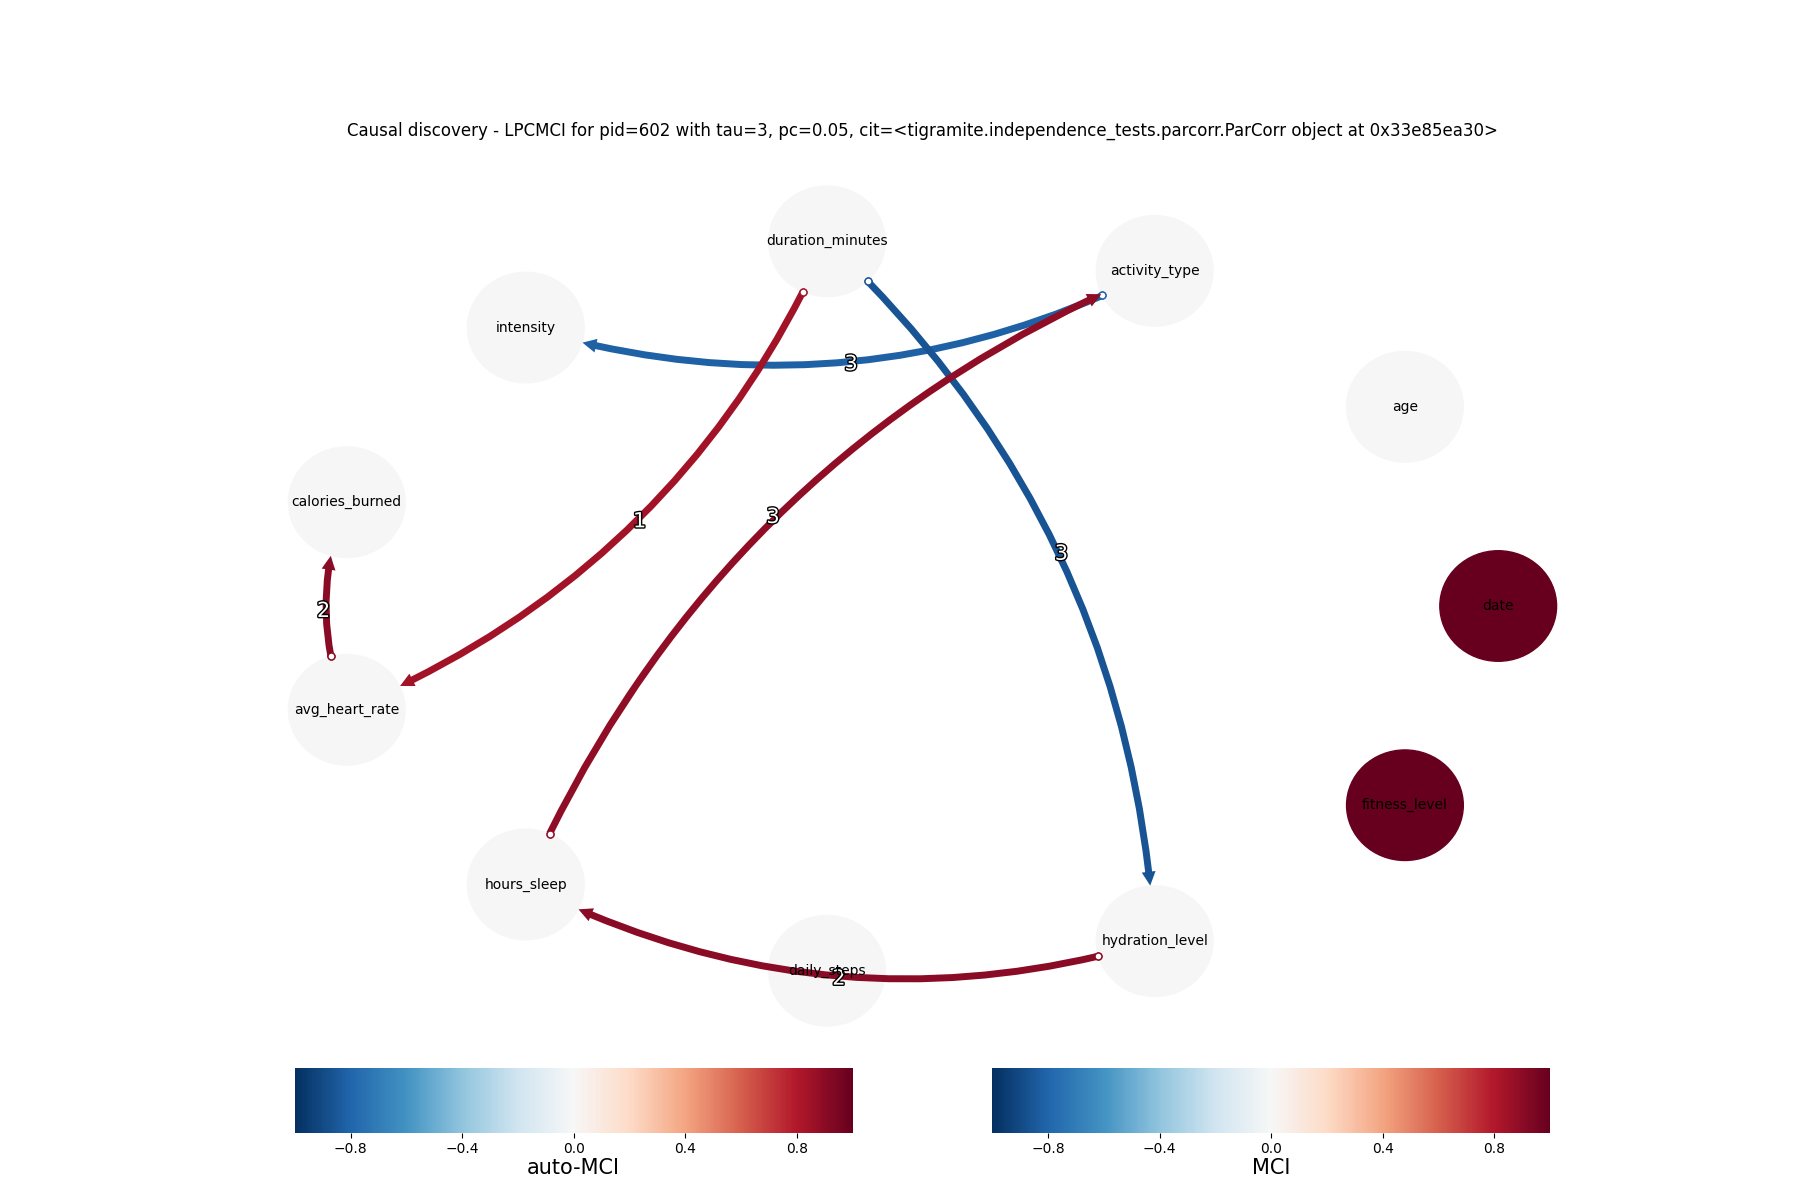 Causal discovery - LPCMCI for pid=602 with tau=3, pc=0.05, cit=<tigramite.independence_tests.parcorr.ParCorr object at 0x33e85ea30>
duration_minutes
activity_type
intensity
3
age
calories_burned
1
3
3
2
date
avg_heart_rate
fitness_level
hours_sleep
hydration_level
daily_steps
2
−0.8 −0.4 0.0 0.4 0.8
auto-MCI
−0.8 −0.4 0.0 0.4 0.8
MCI